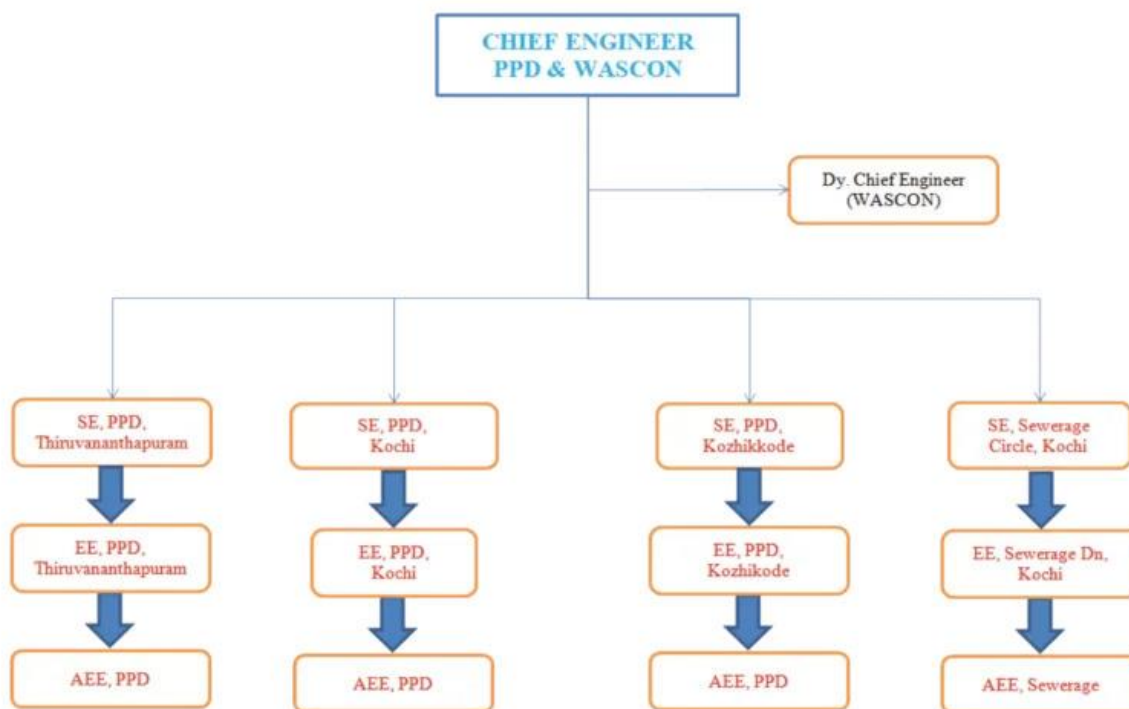 CHIEF ENGINEER
PPD & WASCON
Dy. Chief Engineer
(WASCON)
SE, PPD,
Thiruvananthapuram
SE, PPD,
Kochi
SE, PPD,
Kozhikkode
SE, Sewerage
Circle, Kochi
EE, PPD,
Thiruvananthapuram
EE, PPD,
Kochi
EE, PPD,
Kozhikode
EE, Sewerage Dn,
Kochi
AEE, PPD
AEE, PPD
AEE, PPD
AEE, Sewerage